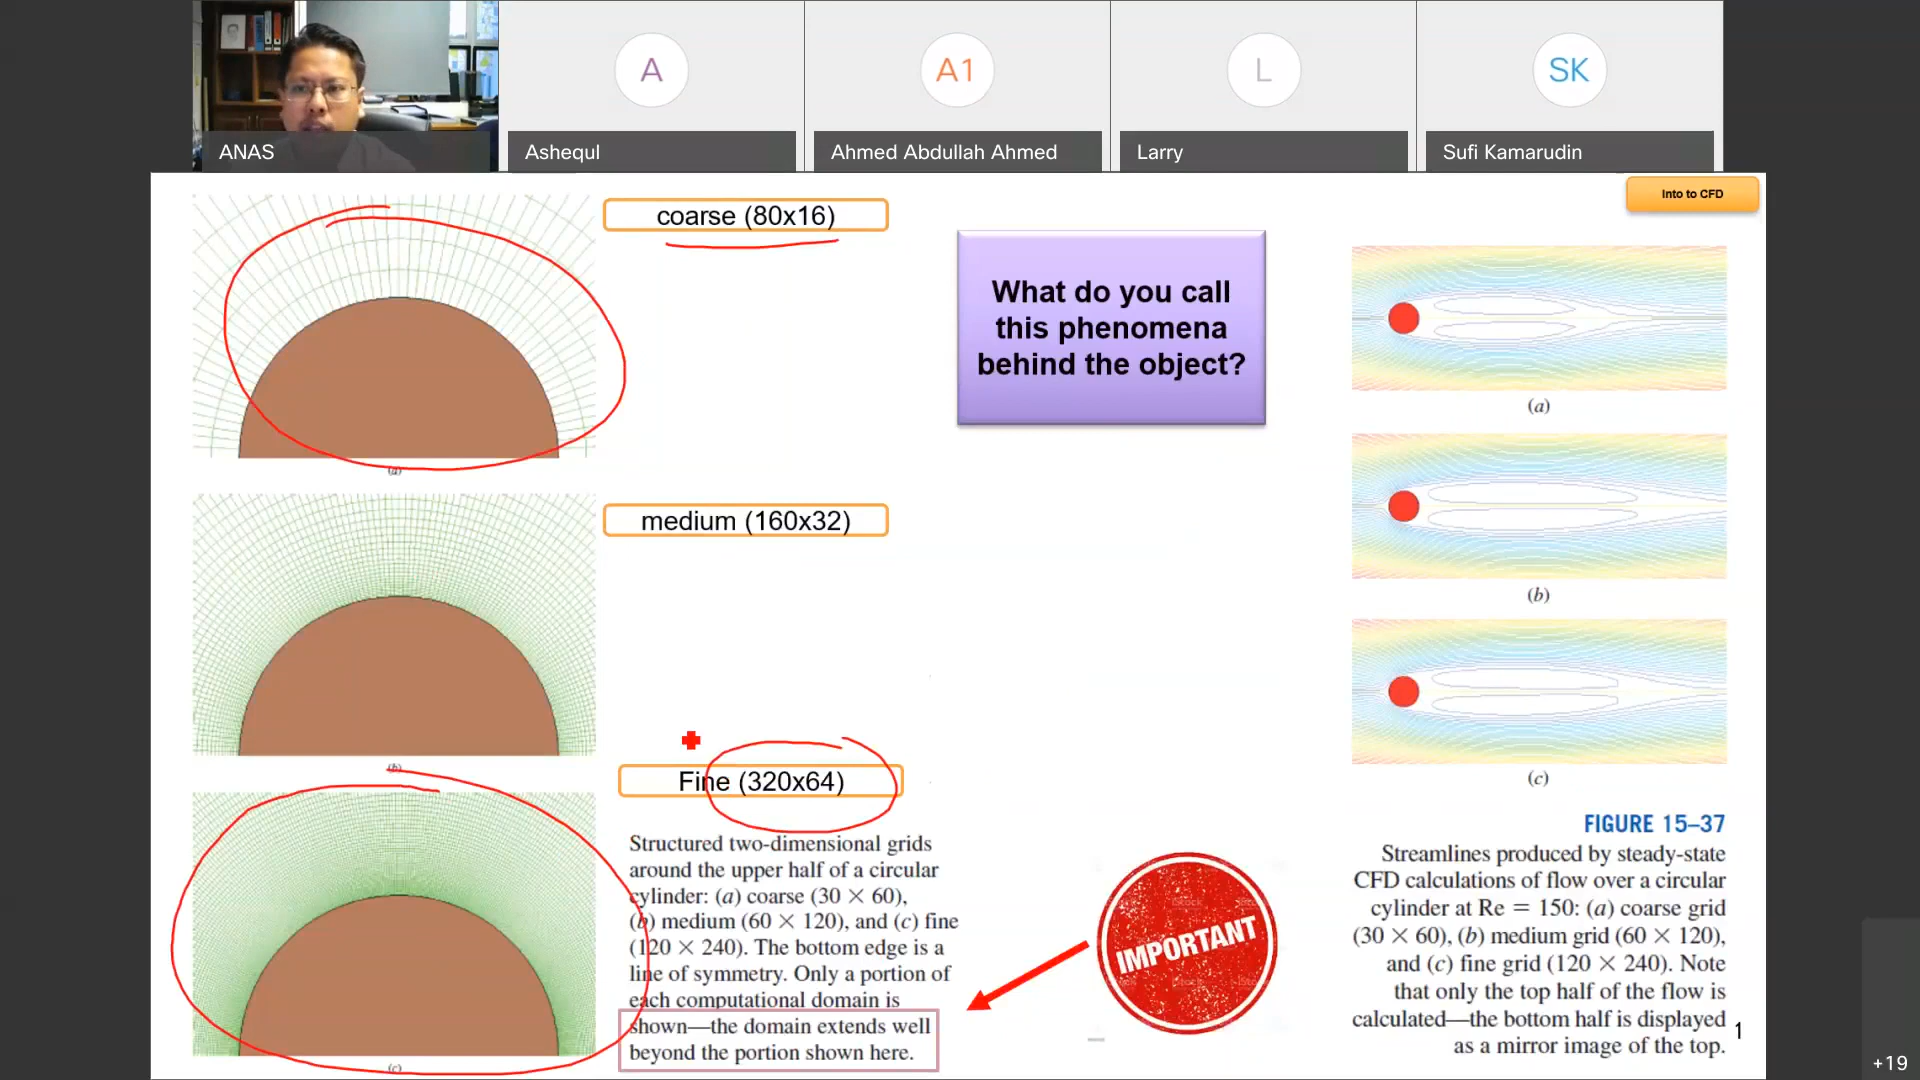 A
A1
L
SK
ANAS
Ashequl
Ahmed Abdullah Ahmed
Larry
Sufi Kamarudin
Into to CFD
coarse (80x16)
What do you call
this phenomena
behind the object?
(a)
(a)
medium (160x32)
(b)
(b)
Fine (320x64)
(c)
Structured two-dimensional grids
around the upper half of a circular
cylinder: (a) coarse (30 × 60),
(b) medium (60 × 120), and (c) fine
(120 × 240). The bottom edge is a
line of symmetry. Only a portion of
each computational domain is
shown—the domain extends well
beyond the portion shown here.
(c)
IMPORTANT
FIGURE 15–37
Streamlines produced by steady-state
CFD calculations of flow over a circular
cylinder at Re = 150: (a) coarse grid
(30 × 60), (b) medium grid (60 × 120),
and (c) fine grid (120 × 240). Note
that only the top half of the flow is
calculated—the bottom half is displayed
as a mirror image of the top.
1
+19